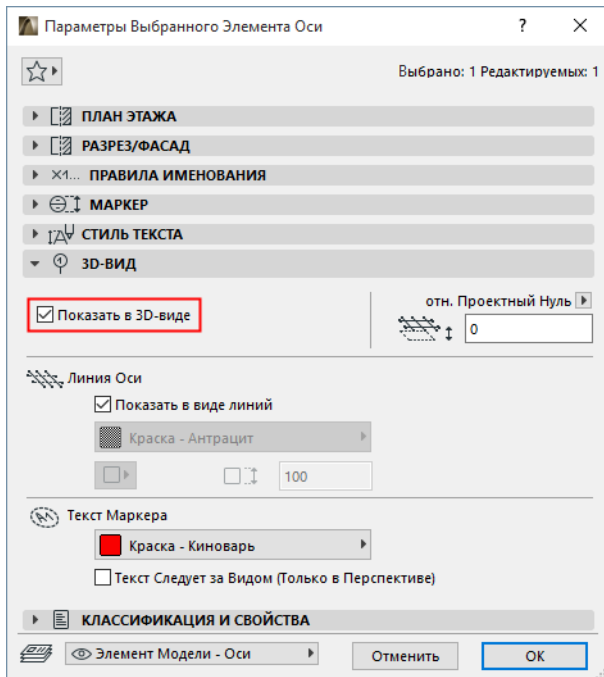 Параметры Выбранного Элемента Оси
?
Выбрано: 1 Редактируемых: 1
ПЛАН ЭТАЖА
РАЗРЕЗ/ФАСАД
X1... ПРАВИЛА ИМЕНОВАНИЯ
МАРКЕР
СТИЛЬ ТЕКСТА
3D-ВИД
Показать в 3D-виде
отн. Проектный Нуль
0
Линия Оси
Показать в виде линий
Краска - Антрацит
100
Текст Маркера
Краска - Киноварь
Текст Следует за Видом (Только в Перспективе)
КЛАССИФИКАЦИЯ И СВОЙСТВА
Элемент Модели - Оси
Отменить
ОК